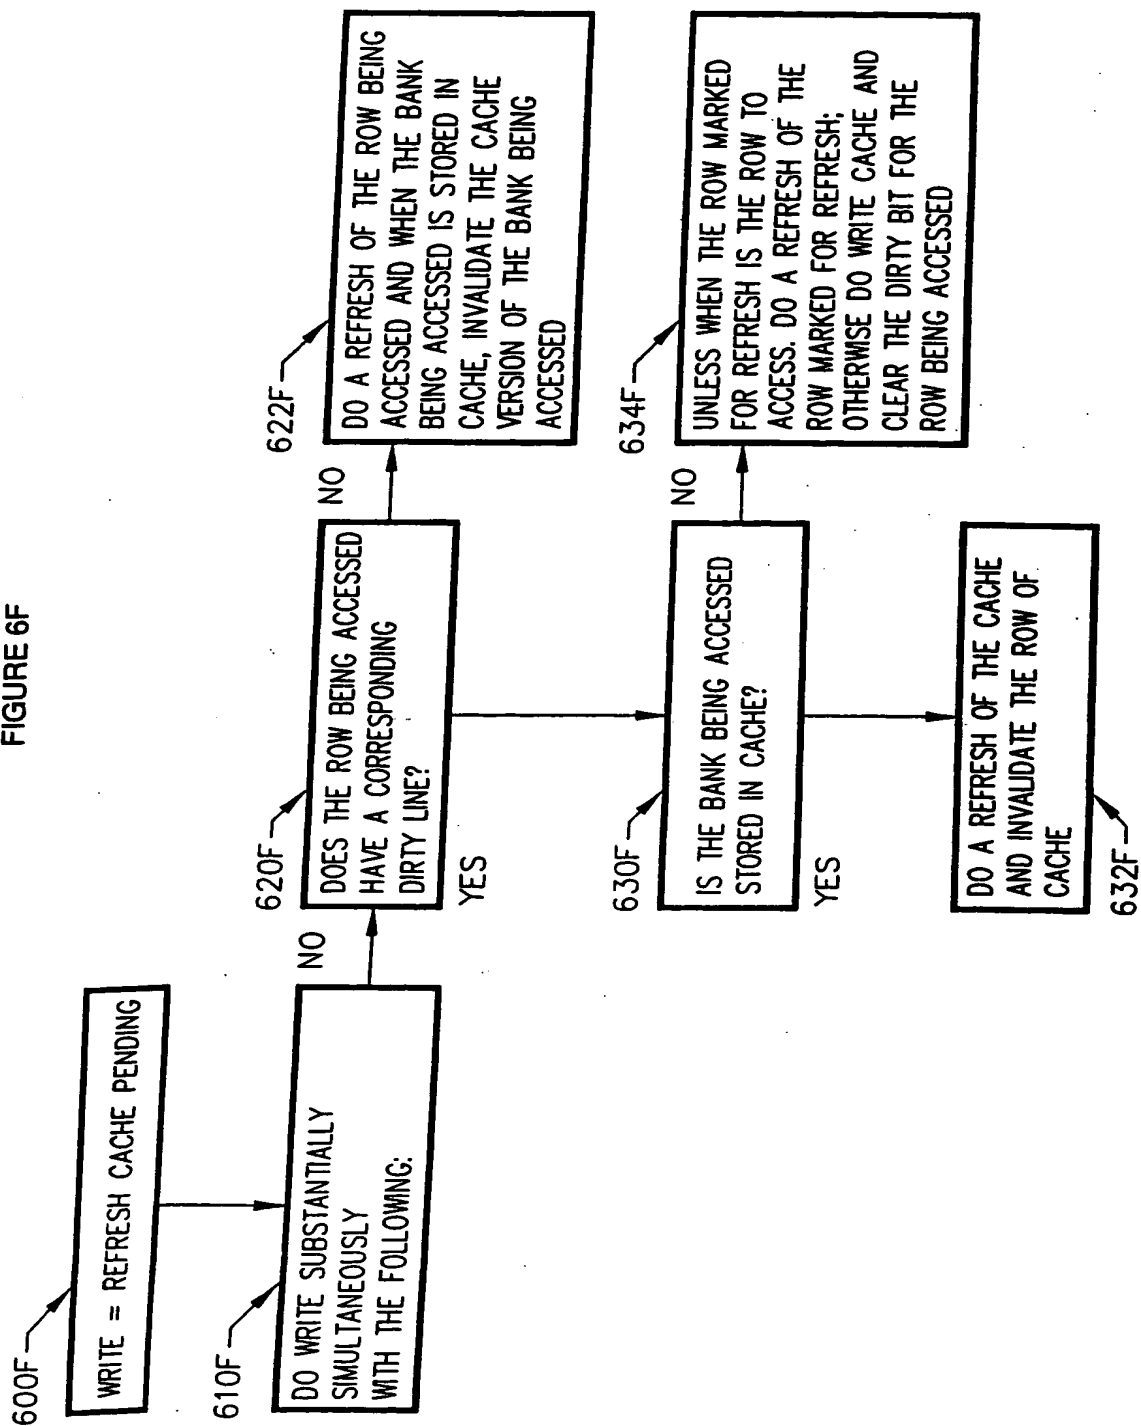 FIGURE 6F
600F
WRITE = REFRESH CACHE PENDING
610F
DO WRITE SUBSTANTIALLY
SIMULTANEOUSLY
WITH THE FOLLOWING:
NO
620F
DOES THE ROW BEING ACCESSED
HAVE A CORRESPONDING
DIRTY LINE?
NO
YES
622F
DO A REFRESH OF THE ROW BEING
ACCESSED AND WHEN THE BANK
BEING ACCESSED IS STORED IN
CACHE, INVALIDATE THE CACHE
VERSION OF THE BANK BEING
ACCESSED
630F
IS THE BANK BEING ACCESSED
STORED IN CACHE?
NO
YES
634F
UNLESS WHEN THE ROW MARKED
FOR REFRESH IS THE ROW TO
ACCESS. DO A REFRESH OF THE
ROW MARKED FOR REFRESH;
OTHERWISE DO WRITE CACHE AND
CLEAR THE DIRTY BIT FOR THE
ROW BEING ACCESSED
DO A REFRESH OF THE CACHE
AND INVALIDATE THE ROW OF
CACHE
632F